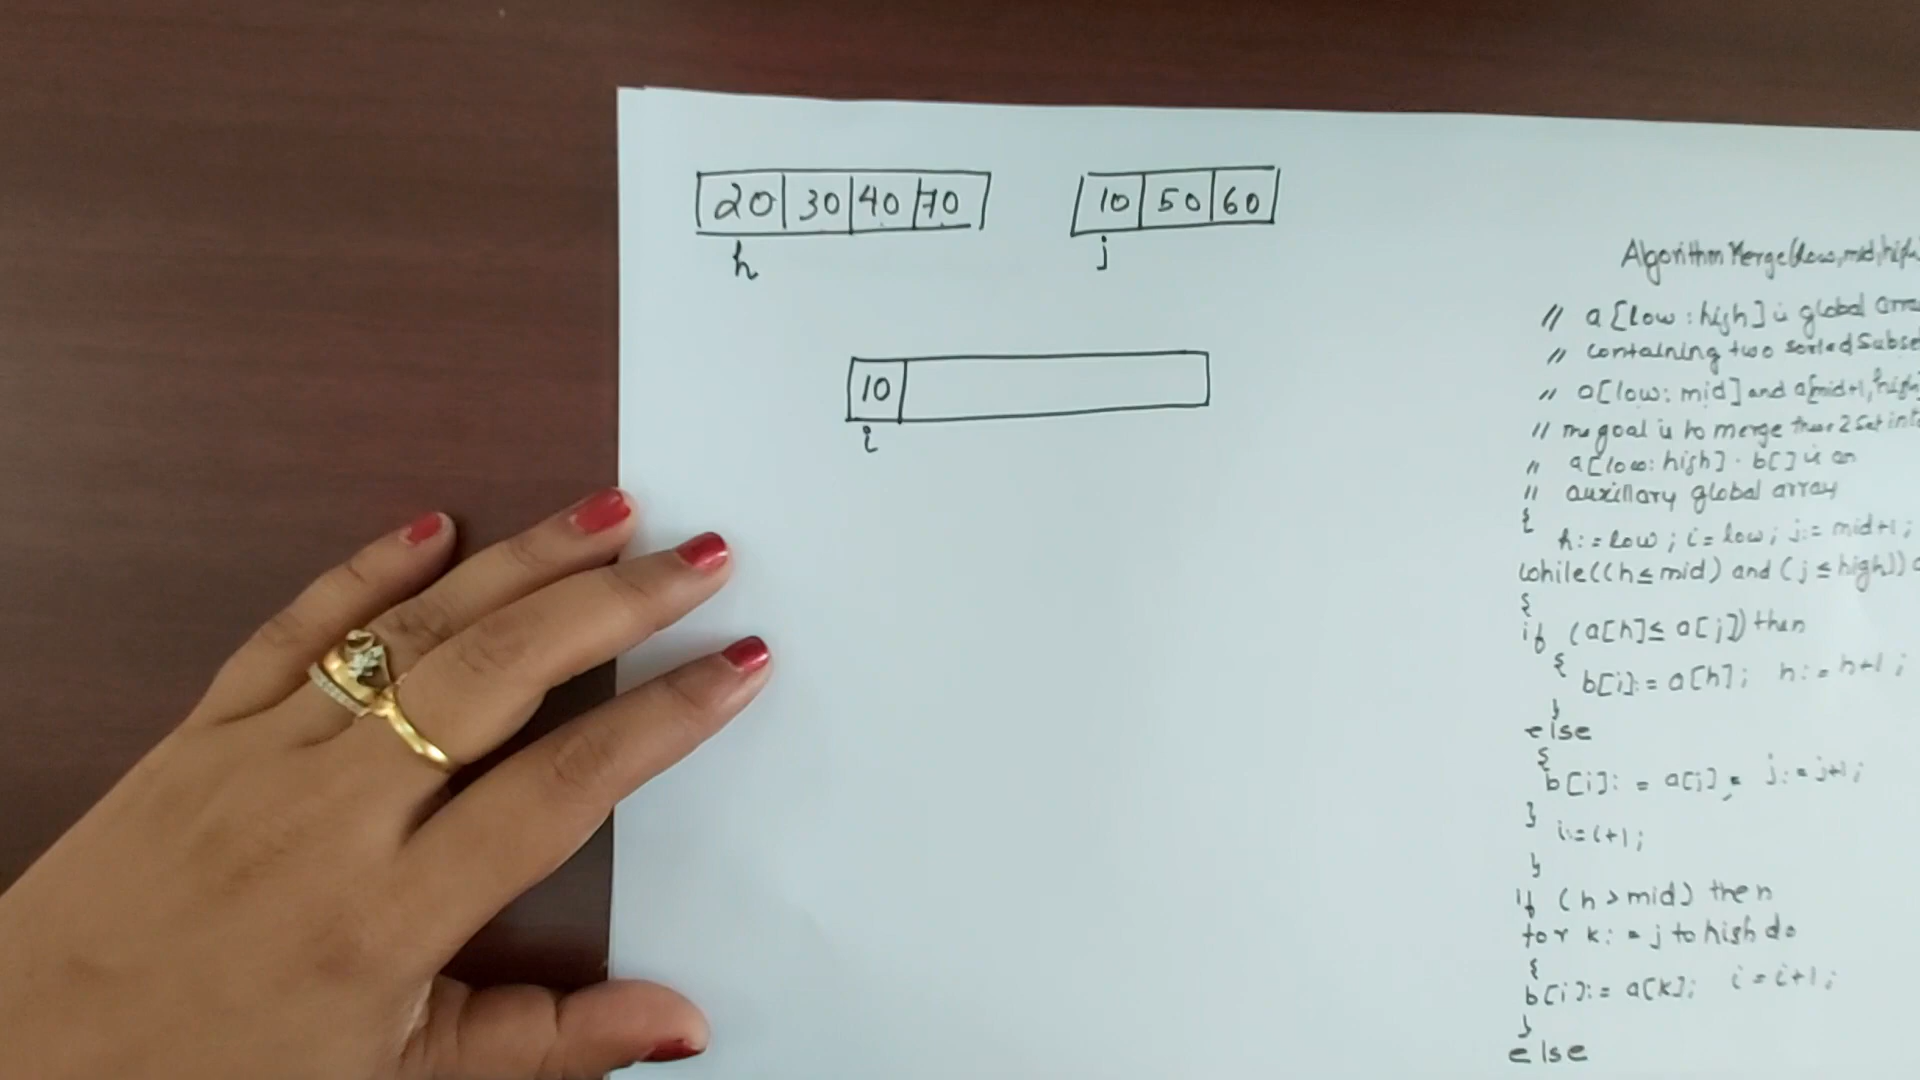 20 30 40 70
h
10 50 60
j
10
i
Algorithm Merge(low, mid, high
// a[low : high] is global
// containing two sorted
// a[low: mid] and a[mid+1, high]
// the goal is to merge these 2 set
// a[low: high] . b[] is an
// auxillary global array
{
h: = low ; i = low ; j: = mid+1 ;
while((h ≤ mid) and (j ≤ high))
{
if (a[h] ≤ a[j]) then
{
b[i]: = a[h] ; h: = h+1 ;
}
else
{
b[i]: = a[j] ; j: = j+1 ;
}
i: = i+1 ;
}
if (h > mid) then
for k: = j to high do
{
b[i]: = a[k] ; i = i+1 ;
}
else